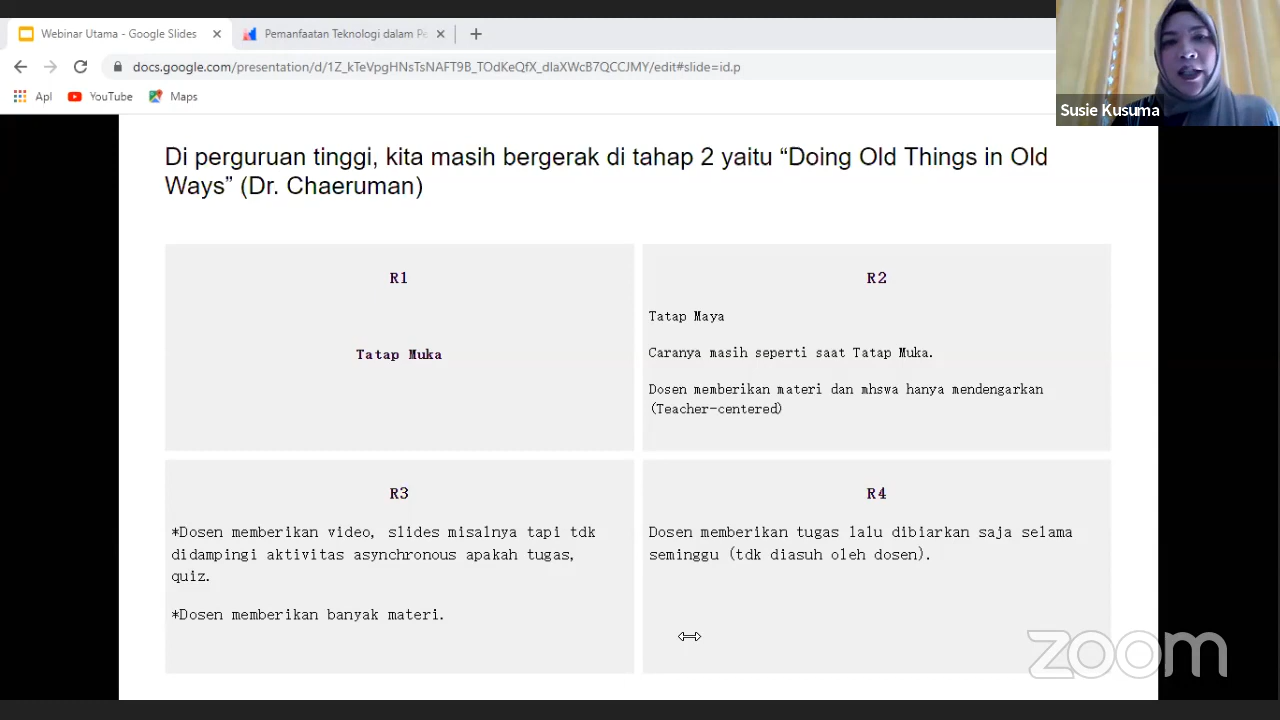 Webinar Utama - Google Slides
Pemanfaatan Teknologi dalam Pe
docs.google.com/presentation/d/1Z_kTeVpgHNsTsNAFT9B_TOdKeQfX_dIaXWcB7QCCJMY/edit#slide=id.p
Apl YouTube Maps
Susie Kusuma
Di perguruan tinggi, kita masih bergerak di tahap 2 yaitu “Doing Old Things in Old
Ways” (Dr. Chaeruman)
R1
Tatap Muka
R2
Tatap Maya
Caranya masih seperti saat Tatap Muka.
Dosen memberikan materi dan mhswa hanya mendengarkan
(Teacher-centered)
R3
*Dosen memberikan video, slides misalnya tapi tdk
didampingi aktivitas asynchronous apakah tugas,
quiz.
*Dosen memberikan banyak materi.
R4
Dosen memberikan tugas lalu dibiarkan saja selama
seminggu (tdk diasuh oleh dosen).
zoom